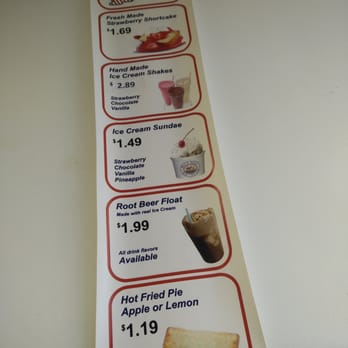 Fresh Made
Strawberry Shortcake
$1.69
Hand Made
Ice Cream Shakes
$ 2.89
Strawberry
Chocolate
Vanilla
Ice Cream Sundae
$1.49
Strawberry
Chocolate
Vanilla
Pineapple
Root Beer Float
Made with real Ice Cream
$1.99
All drink flavors
Available
Hot Fried Pie
Apple or Lemon
$1.19